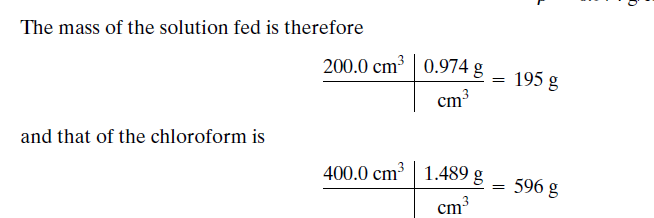 The mass of the solution fed is therefore
200.0 cm³ | 0.974 g
cm³
= 195 g
and that of the chloroform is
400.0 cm³ | 1.489 g
cm³
= 596 g